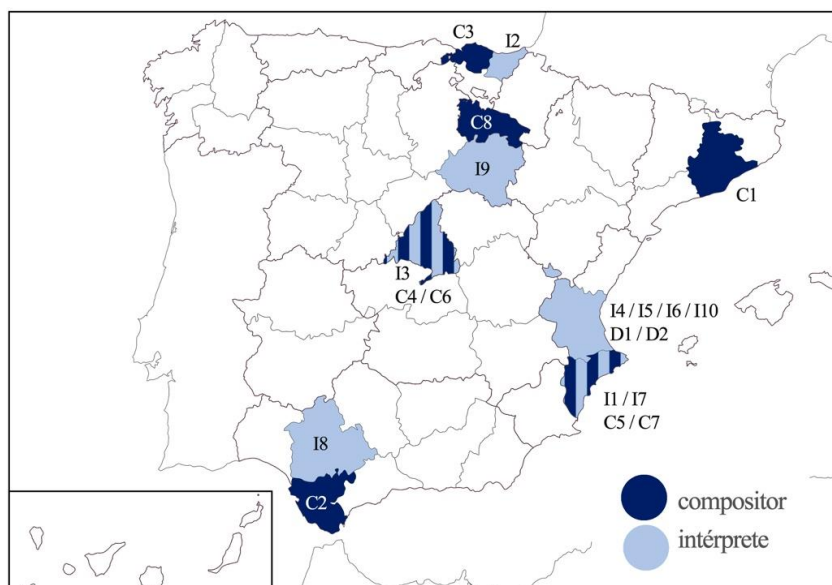 C3
I2
C8
I9
C1
I3
C4 / C6
I4 / I5 / I6 / I10
D1 / D2
I1 / I7
C5 / C7
I8
C2
compositor
intérprete